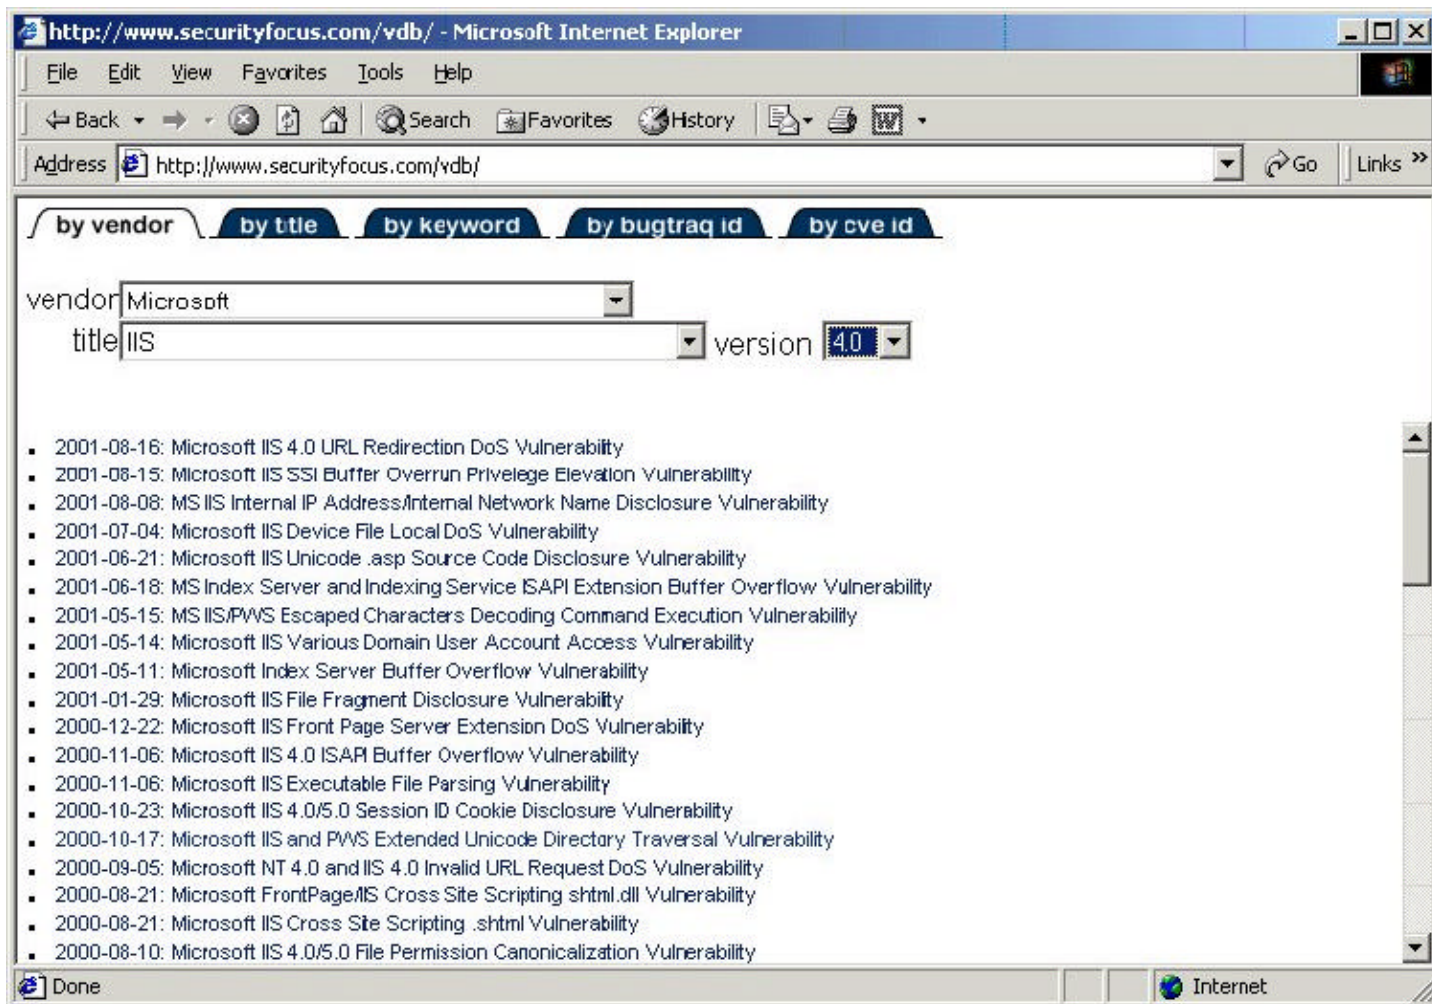 http://www.securityfocus.com/vdb/ - Microsoft Internet Explorer
File Edit View Favorites Tools Help
Back Search Favorites History
Address http://www.securityfocus.com/vdb/ Go Links »
by vendor by title by keyword by bugtraq id by cve id
vendor Microsoft
title IIS version 4.0
2001-08-16: Microsoft IIS 4.0 URL Redirection DoS Vulnerability
2001-08-15: Microsoft IIS SSI Buffer Overrun Privelege Elevation Vulnerability
2001-08-08: MS IIS Internal IP Address/Internal Network Name Disclosure Vulnerability
2001-07-04: Microsoft IIS Device File Local DoS Vulnerability
2001-06-21: Microsoft IIS Unicode .asp Source Code Disclosure Vulnerability
2001-06-18: MS Index Server and Indexing Service ISAPI Extension Buffer Overflow Vulnerability
2001-05-15: MS IIS/PWS Escaped Characters Decoding Command Execution Vulnerability
2001-05-14: Microsoft IIS Various Domain User Account Access Vulnerability
2001-05-11: Microsoft Index Server Buffer Overflow Vulnerability
2001-01-29: Microsoft IIS File Fragment Disclosure Vulnerability
2000-12-22: Microsoft IIS Front Page Server Extension DoS Vulnerability
2000-11-06: Microsoft IIS 4.0 ISAPI Buffer Overflow Vulnerability
2000-11-06: Microsoft IIS Executable File Parsing Vulnerability
2000-10-23: Microsoft IIS 4.0/5.0 Session ID Cookie Disclosure Vulnerability
2000-10-17: Microsoft IIS and PWS Extended Unicode Directory Traversal Vulnerability
2000-09-05: Microsoft NT 4.0 and IIS 4.0 Invalid URL Request DoS Vulnerability
2000-08-21: Microsoft FrontPage/IIS Cross Site Scripting shtml.dll Vulnerability
2000-08-21: Microsoft IIS Cross Site Scripting .shtml Vulnerability
2000-08-10: Microsoft IIS 4.0/5.0 File Permission Canonicalization Vulnerability
Done Internet